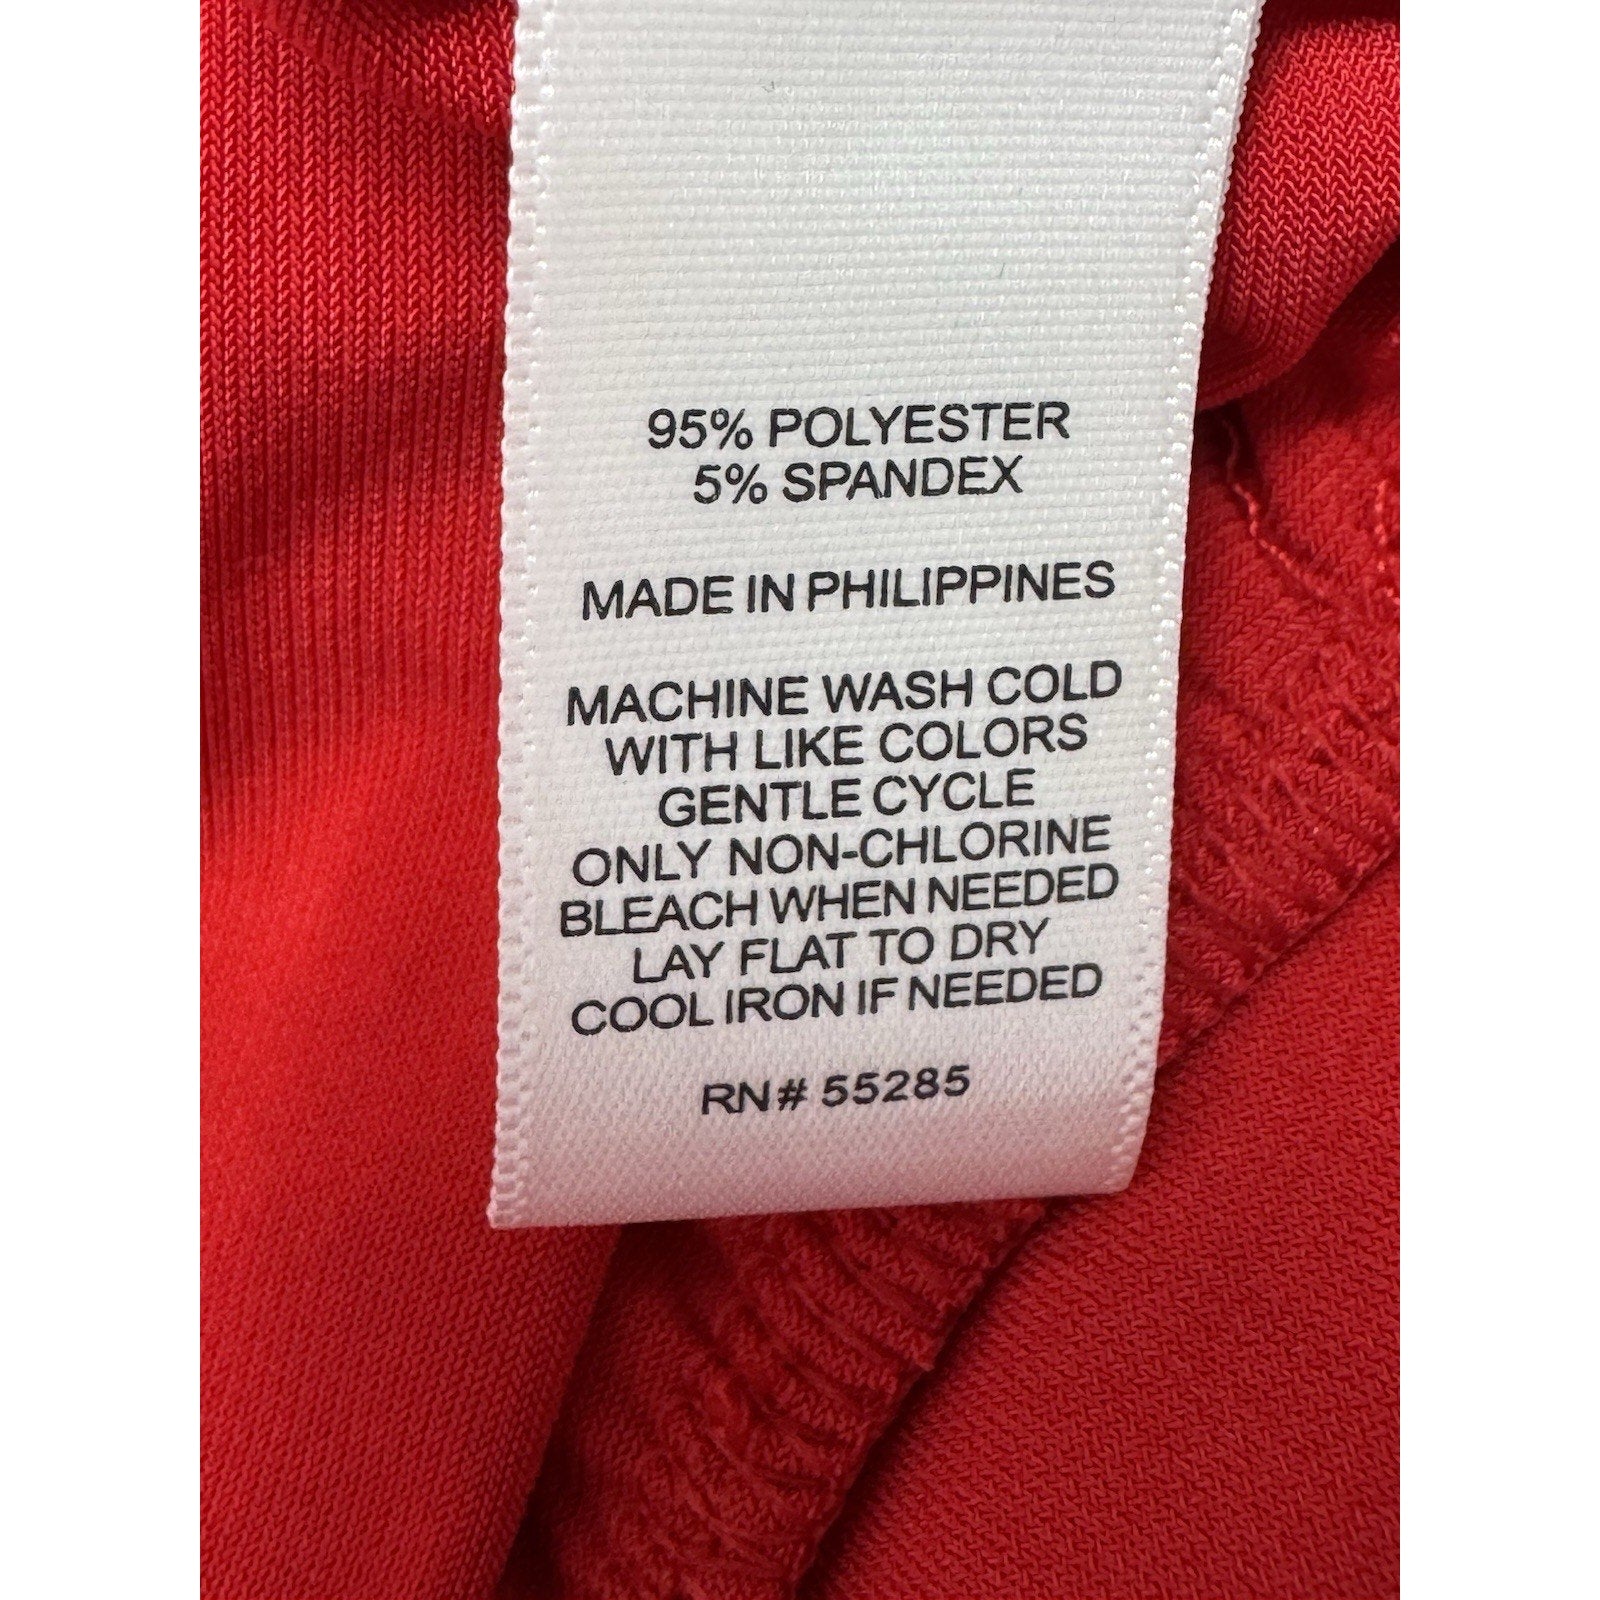 95% POLYESTER
5% SPANDEX
MADE IN PHILIPPINES
MACHINE WASH COLD
WITH LIKE COLORS
GENTLE CYCLE
ONLY NON-CHLORINE
BLEACH WHEN NEEDED
LAY FLAT TO DRY
COOL IRON IF NEEDED
RN# 55285